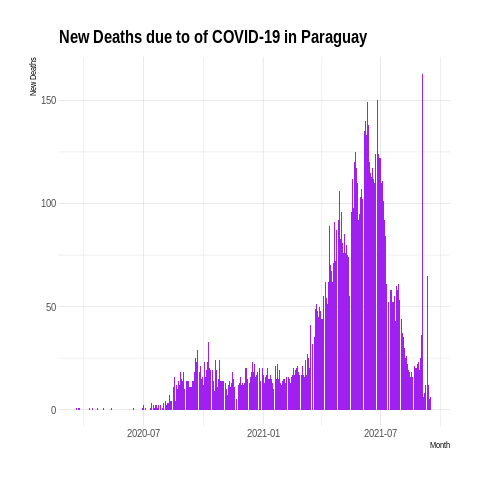 New Deaths due to of COVID-19 in Paraguay
New Deaths
150
100
50
0
2020-07
2021-01
2021-07
Month